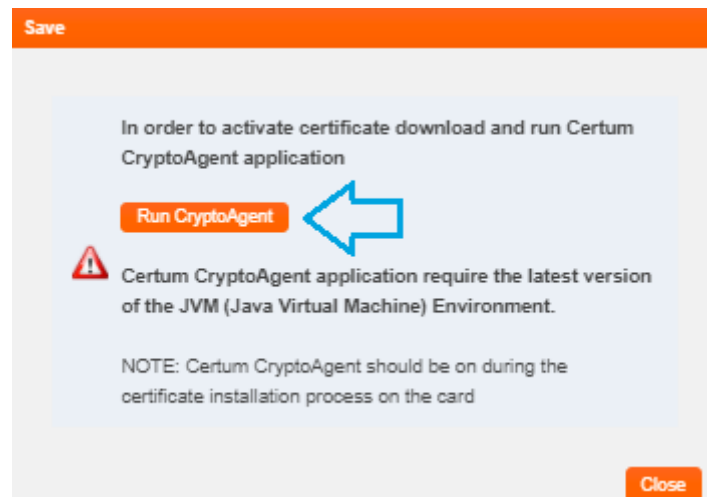 Save
In order to activate certificate download and run Certum
CryptoAgent application
Run CryptoAgent
Certum CryptoAgent application require the latest version
of the JVM (Java Virtual Machine) Environment.
NOTE: Certum CryptoAgent should be on during the
certificate installation process on the card
Close